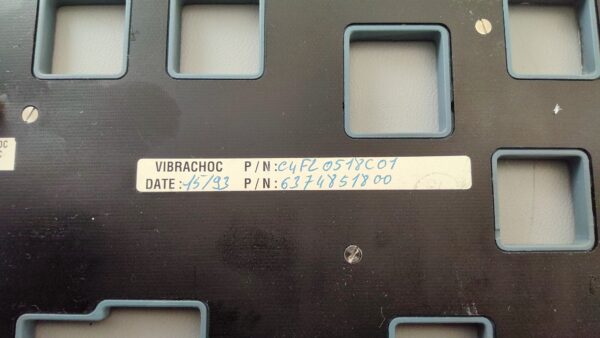 VIBRACHOC P/N: C4FL0518C01
DATE: 15/93 P/N: 6374851800